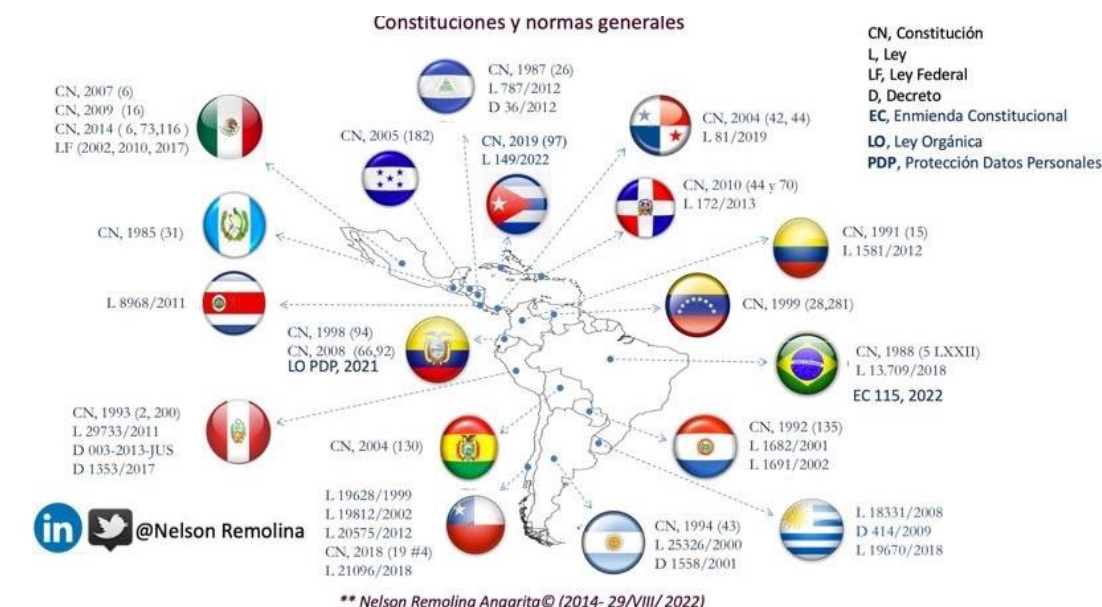 Constituciones y normas generales
CN, Constitución
L, Ley
LF, Ley Federal
D, Decreto
EC, Enmienda Constitucional
LO, Ley Orgánica
PDP, Protección Datos Personales
CN, 2007 (6)
CN, 2009 (16)
CN, 2014 ( 6, 73,116 )
LF (2002, 2010, 2017)
CN, 1987 (26)
L 787/2012
D 36/2012
CN, 2005 (182)
CN, 2019 (97)
L 149/2022
CN, 2004 (42, 44)
L 81/2019
CN, 2010 (44 y 70)
L 172/2013
CN, 1985 (31)
CN, 1991 (15)
L 1581/2012
L 8968/2011
CN, 1999 (28,281)
CN, 1998 (94)
CN, 2008 (66,92)
LO PDP, 2021
CN, 1988 (5 LXXII)
L 13.709/2018
EC 115, 2022
CN, 1993 (2, 200)
L 29733/2011
D 003-2013-JUS
D 1353/2017
CN, 2004 (130)
CN, 1992 (135)
L 1682/2001
L 1691/2002
L 19628/1999
L 19812/2002
L 20575/2012
CN, 2018 (19 #4)
L 21096/2018
CN, 1994 (43)
L 25326/2000
D 1558/2001
L 18331/2008
D 414/2009
L 19670/2018
in
@Nelson Remolina
** Nelson Remolina Angarita© (2014- 29/VIII/ 2022)